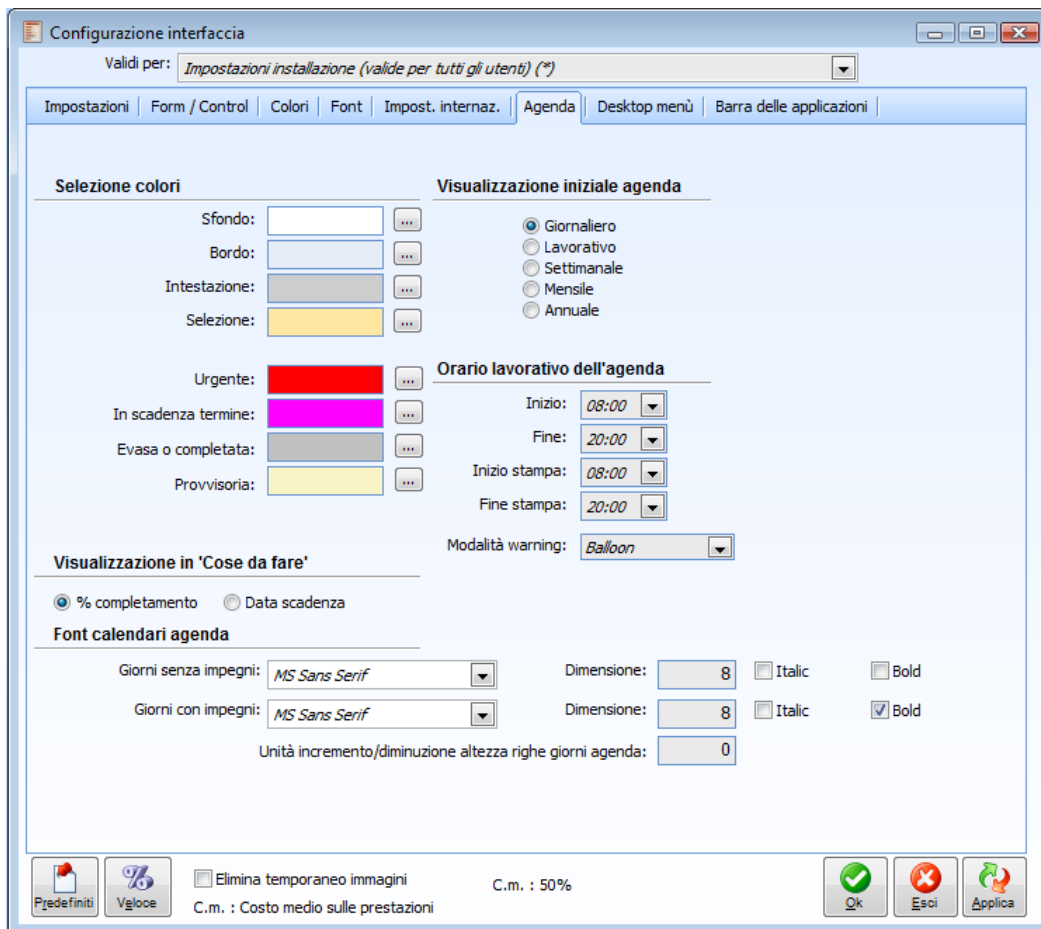 Configurazione interfaccia
Validi per: Impostazioni installazione (valide per tutti gli utenti) (*)
Impostazioni Form / Control Colori Font Impost. internaz. Agenda Desktop menù Barra delle applicazioni
Selezione colori
Sfondo: ...
Bordo: ...
Intestazione: ...
Selezione: ...
Urgente: ...
In scadenza termine: ...
Evasa o completata: ...
Provvisoria: ...
Visualizzazione iniziale agenda
Giornaliero
Lavorativo
Settimanale
Mensile
Annuale
Orario lavorativo dell'agenda
Inizio: 08:00
Fine: 20:00
Inizio stampa: 08:00
Fine stampa: 20:00
Modalità warning: Balloon
Visualizzazione in 'Cose da fare'
% completamento Data scadenza
Font calendari agenda
Giorni senza impegni: MS Sans Serif Dimensione: 8 Italic Bold
Giorni con impegni: MS Sans Serif Dimensione: 8 Italic Bold
Unità incremento/diminuzione altezza righe giorni agenda: 0
Predefiniti
Veloce
Elimina temporaneo immagini
C.m. : 50%
C.m. : Costo medio sulle prestazioni
Ok
Esci
Applica